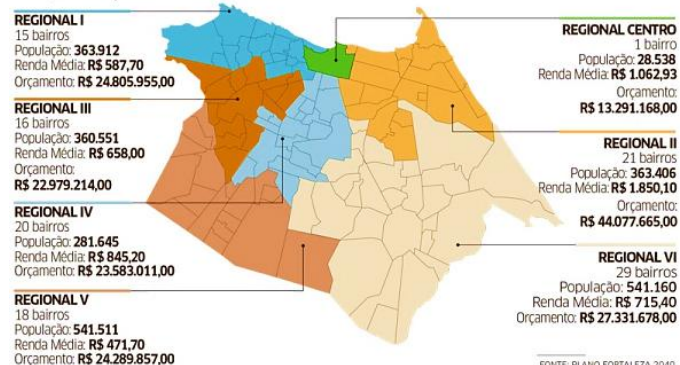 REGIONAL I
15 bairros
População: 363.912
Renda Média: R$ 587,70
Orçamento: R$ 24.805.955,00
REGIONAL III
16 bairros
População: 360.551
Renda Média: R$ 658,00
Orçamento:
R$ 22.979.214,00
REGIONAL IV
20 bairros
População: 281.645
Renda Média: R$ 845,20
Orçamento: R$ 23.583.011,00
REGIONAL V
18 bairros
População: 541.511
Renda Média: R$ 471,70
Orçamento: R$ 24.289.857,00
REGIONAL CENTRO
1 bairro
População: 28.538
Renda Média: R$ 1.062,93
Orçamento:
R$ 13.291.168,00
REGIONAL II
21 bairros
População: 363.406
Renda Média: R$ 1.850,10
Orçamento:
R$ 44.077.665,00
REGIONAL VI
29 bairros
População: 541.160
Renda Média: R$ 715,40
Orçamento: R$ 27.331.678,00
FONTE: PLANO FORTALEZA 2040